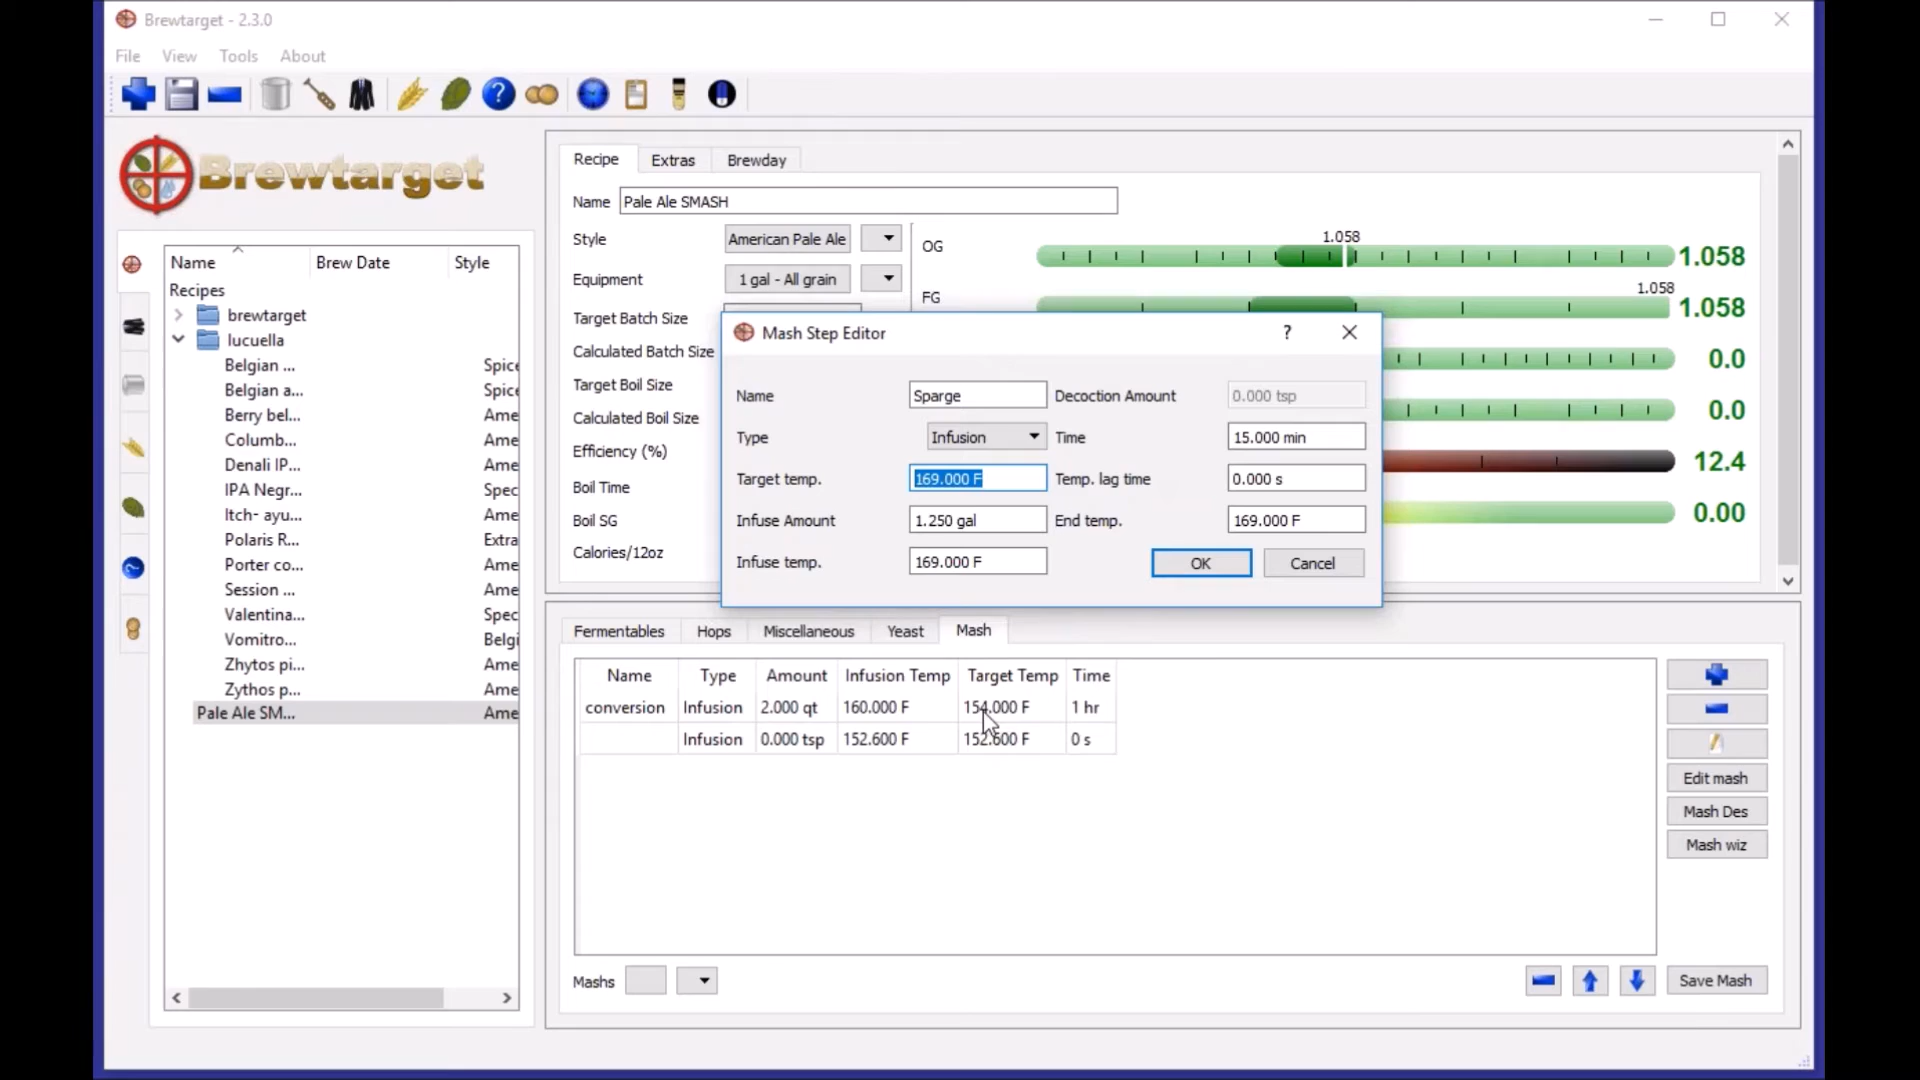 Brewtarget - 2.3.0
File View Tools About
Brewtarget
Name Brew Date Style
Recipes
brewtarget
lucuella
Belgian ... Spice
Belgian a... Spice
Berry bel... Ame
Columb... Ame
Denali IP... Ame
IPA Negr... Spec
Itch- ayu... Ame
Polaris R... Extra
Porter co... Ame
Session ... Ame
Valentina... Spec
Vomitro... Belgi
Zhytos pi... Ame
Zytos p... Ame
Pale Ale SM... Ame
Recipe Extras Brewday
Name Pale Ale SMASH
Style American Pale Ale
Equipment 1 gal - All grain
Target Batch Size
Calculated Batch Size
Target Boil Size
Calculated Boil Size
Efficiency (%)
Boil Time
Boil SG
Calories/12oz
OG 1.058 1.058
FG 1.058 1.058
0.0
0.0
12.4
0.00
Mash Step Editor ?
Name Sparge Decoction Amount 0.000 tsp
Type Infusion Time 15.000 min
Target temp. 169.000 F Temp. lag time 0.000 s
Infuse Amount 1.250 gal End temp. 169.000 F
Infuse temp. 169.000 F OK Cancel
Fermentables Hops Miscellaneous Yeast Mash
Name Type Amount Infusion Temp Target Temp Time
conversion Infusion 2.000 qt 160.000 F 154.000 F 1 hr
Infusion 0.000 tsp 152.600 F 152.600 F 0 s
Edit mash
Mash Des
Mash wiz
Mashs Save Mash